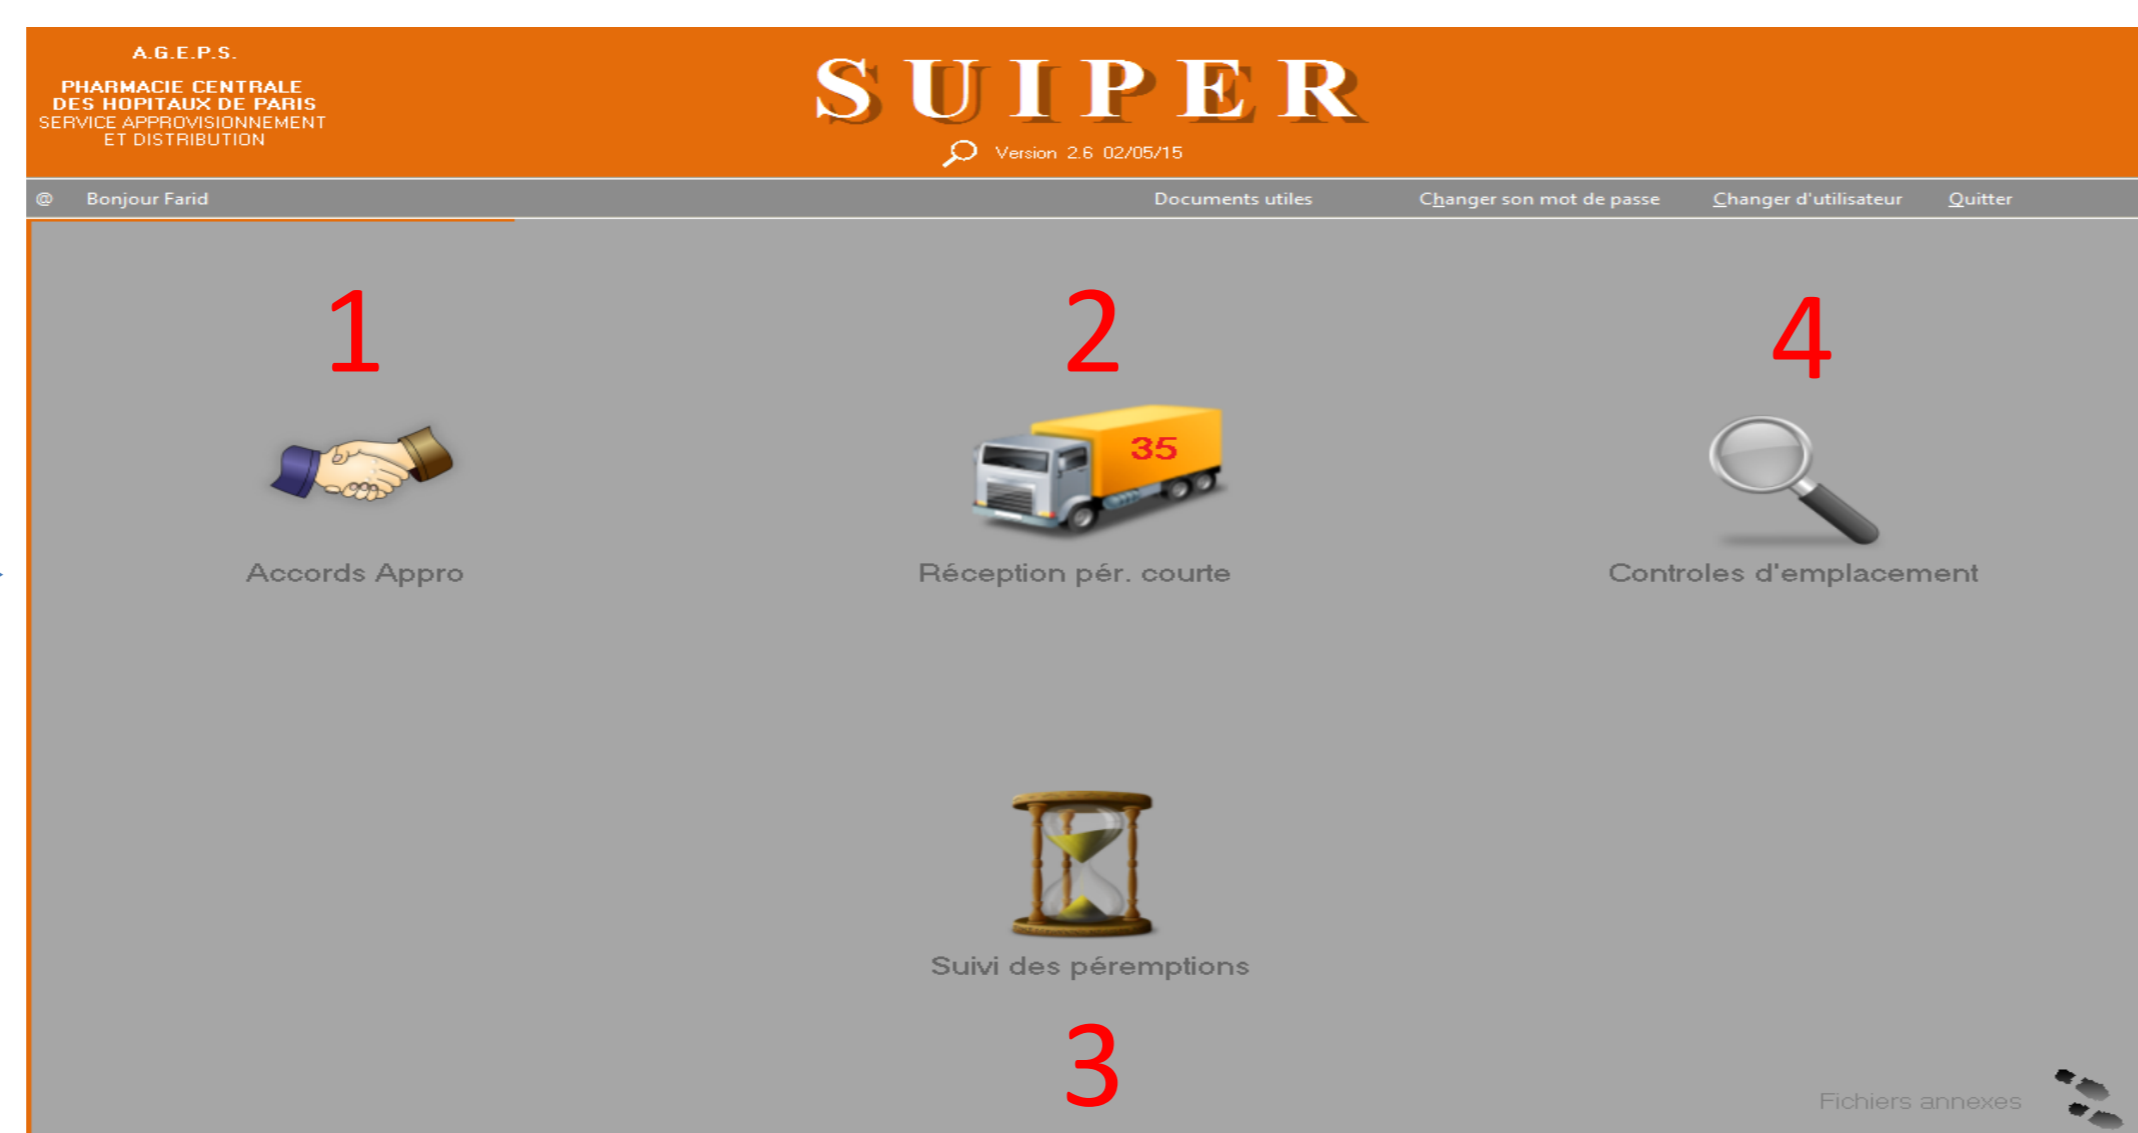 A.G.E.P.S.
PHARMACIE CENTRALE
DES HOPITAUX DE PARIS
SERVICE APPROVISIONNEMENT
ET DISTRIBUTION
SUIPER
Version 2.6 02/05/15
@ Bonjour Farid Documents utiles Changer son mot de passe Changer d'utilisateur Quitter
1 2 4
35
Accords Appro Réception pér. courte Controles d'emplacement
Suivi des péremptions
3
Fichiers annexes